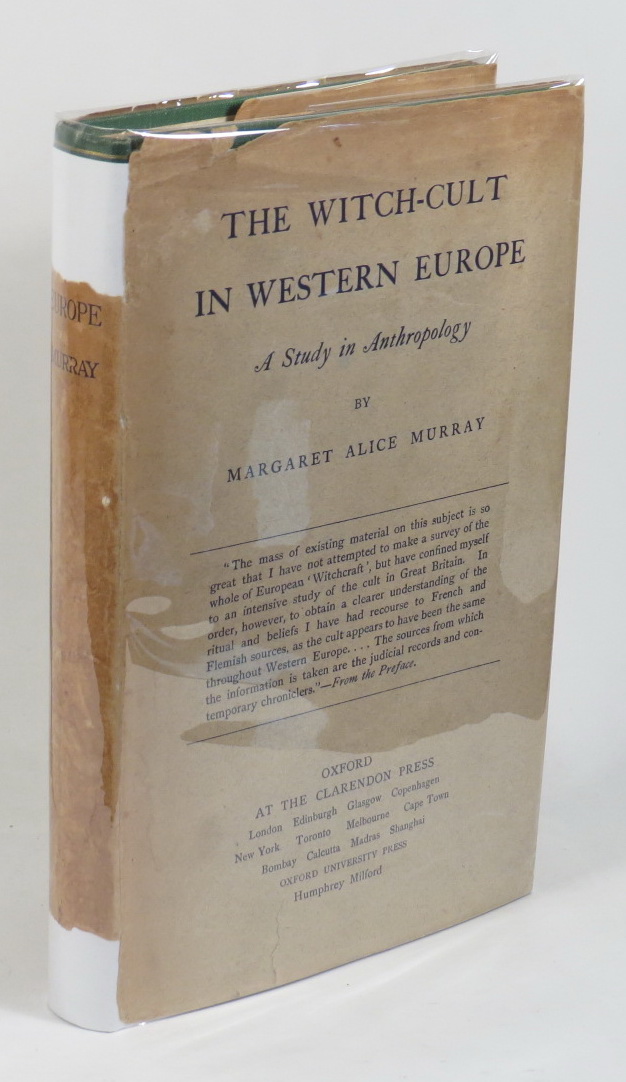 THE WITCH-CULT
IN WESTERN EUROPE
A Study in Anthropology
BY
MARGARET ALICE MURRAY
"The mass of existing material on this subject is so
great that I have not attempted to make a survey of the
whole of European 'Witchcraft', but have confined myself
to an intensive study of the cult in Great Britain. In
order, however, to obtain a clearer understanding of the
ritual and beliefs I have had recourse to French and
Flemish sources, as the cult appears to have been the same
throughout Western Europe. . . . The sources from which
the information is taken are the judicial records and con-
temporary chroniclers."—From the Preface.
OXFORD
AT THE CLARENDON PRESS
London Edinburgh Glasgow Copenhagen
New York Toronto Melbourne Cape Town
Bombay Calcutta Madras Shanghai
OXFORD UNIVERSITY PRESS
Humphrey Milford
EUROPE
MURRAY